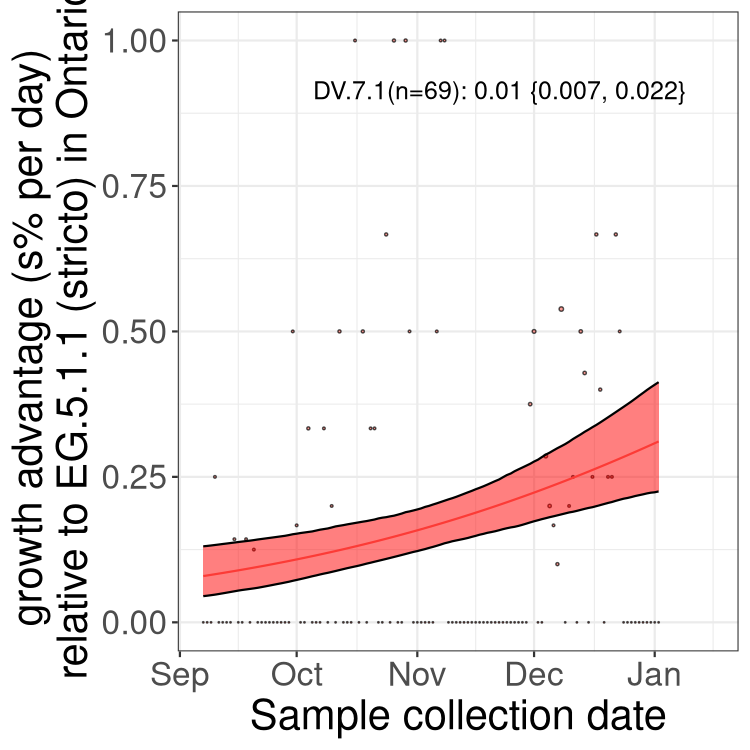 growth advantage (s% per day)
relative to EG.5.1.1 (stricto) in Ontario
1.00
0.75
0.50
0.25
0.00
DV.7.1(n=69): 0.01 {0.007, 0.022}
Sep Oct Nov Dec Jan
Sample collection date